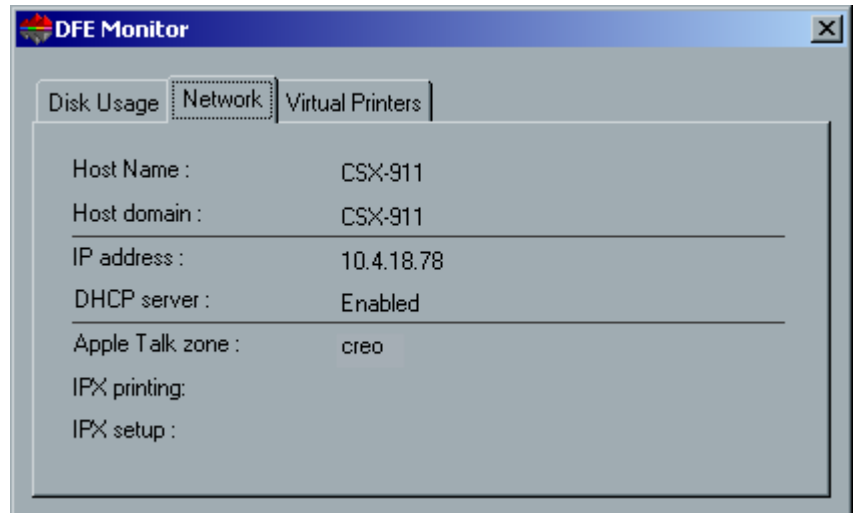 DFE Monitor
Disk Usage Network Virtual Printers
Host Name : CSX-911
Host domain : CSX-911
IP address : 10.4.18.78
DHCP server : Enabled
Apple Talk zone : creo
IPX printing:
IPX setup :